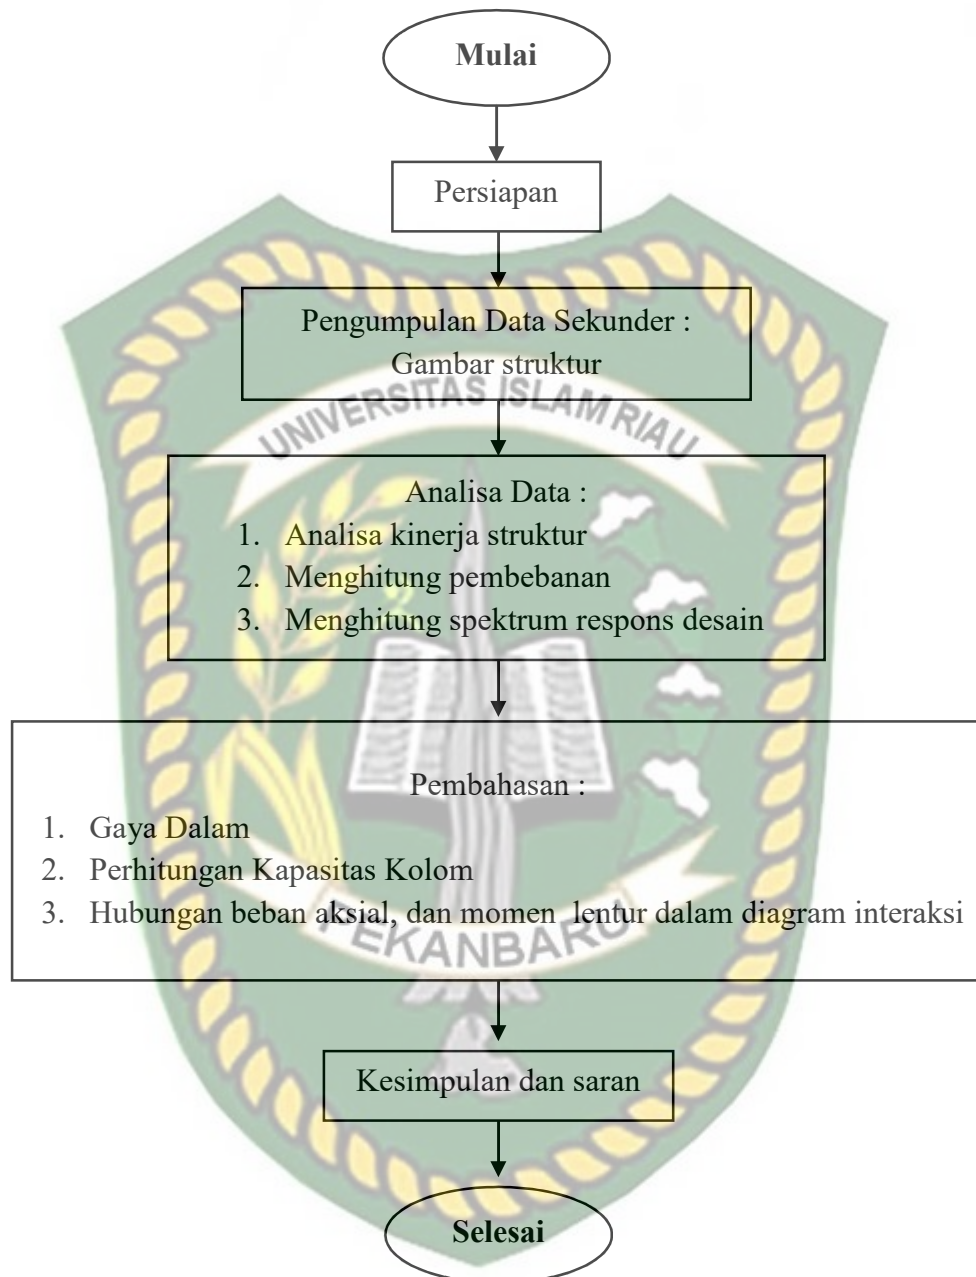 Mulai
Persiapan
Pengumpulan Data Sekunder :
Gambar struktur
UNIVERSITAS ISLAM RIAU
Analisa Data :
1. Analisa kinerja struktur
2. Menghitung pembebanan
3. Menghitung spektrum respons desain
Pembahasan :
1. Gaya Dalam
2. Perhitungan Kapasitas Kolom
3. Hubungan beban aksial, dan momen lentur dalam diagram interaksi
PEKANBARU
Kesimpulan dan saran
Selesai